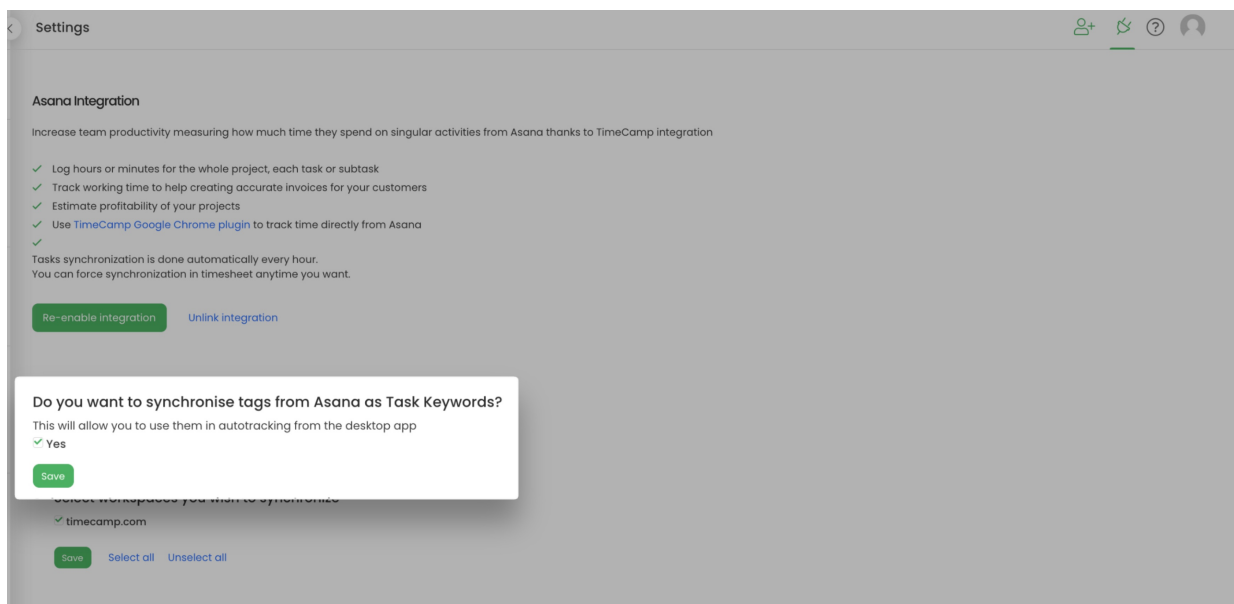 Settings
Asana Integration
Increase team productivity measuring how much time they spend on singular activities from Asana thanks to TimeCamp integration
Log hours or minutes for the whole project, each task or subtask
Track working time to help creating accurate invoices for your customers
Estimate profitability of your projects
Use TimeCamp Google Chrome plugin to track time directly from Asana
Tasks synchronization is done automatically every hour.
You can force synchronization in timesheet anytime you want.
Re-enable integration Unlink integration
Do you want to synchronise tags from Asana as Task Keywords?
This will allow you to use them in autotracking from the desktop app
Yes
Save
Select workspaces you wish to synchronize
timecamp.com
Save Select all Unselect all